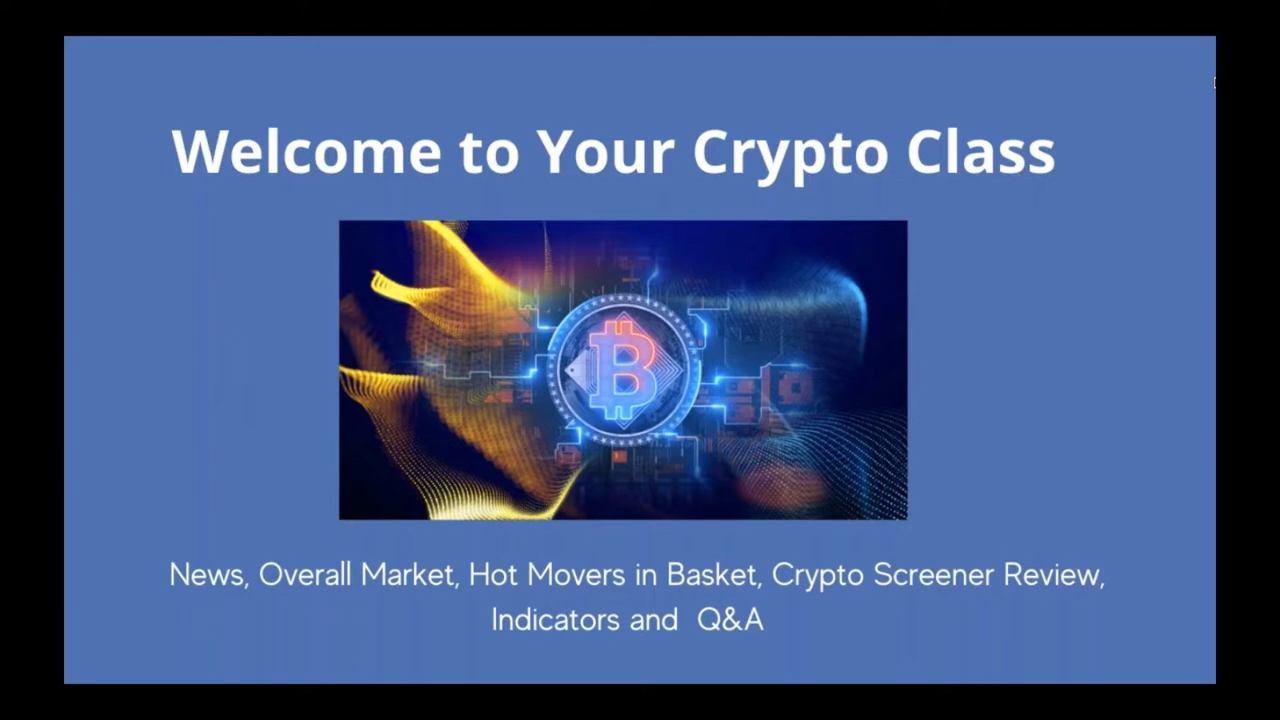 Welcome to Your Crypto Class
News, Overall Market, Hot Movers in Basket, Crypto Screener Review,
Indicators and  Q&A